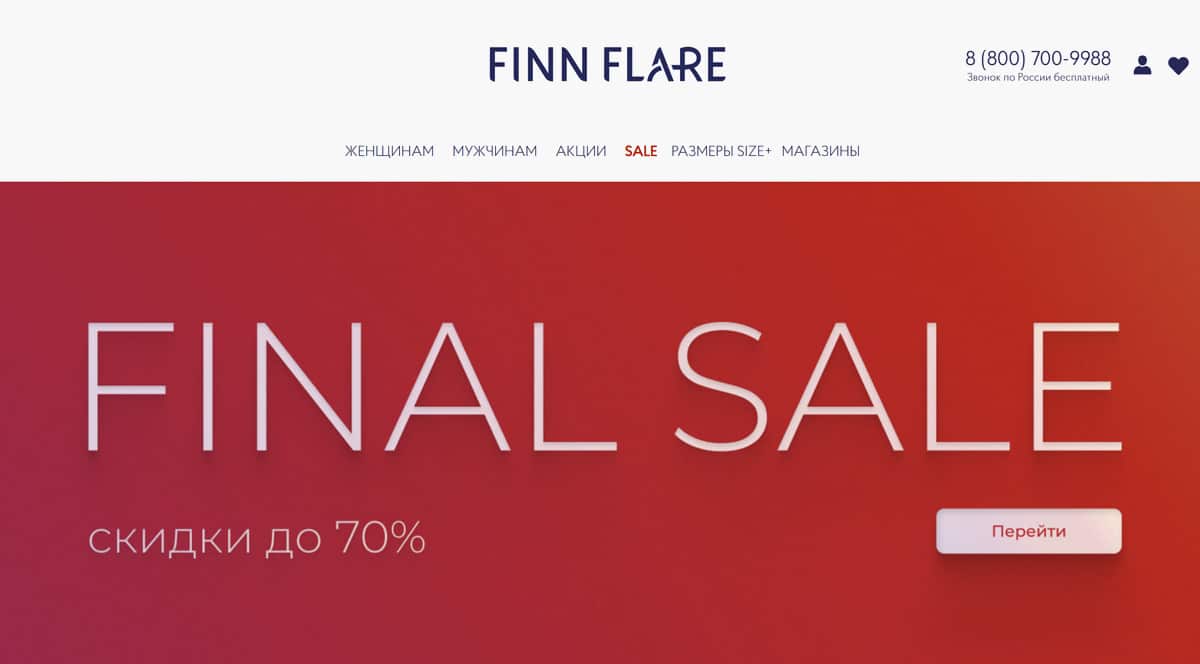 FINN FLARE
8 (800) 700-9988
Звонок по России бесплатный
ЖЕНЩИНАМ МУЖЧИНАМ АКЦИИ SALE РАЗМЕРЫ SIZE+ МАГАЗИНЫ
FINAL SALE
скидки до 70%
Перейти